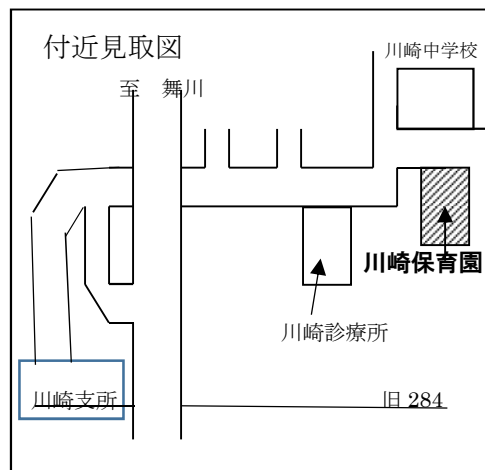 付近見取図
川崎中学校
至　舞川
川崎保育園
川崎診療所
川崎支所
旧 284